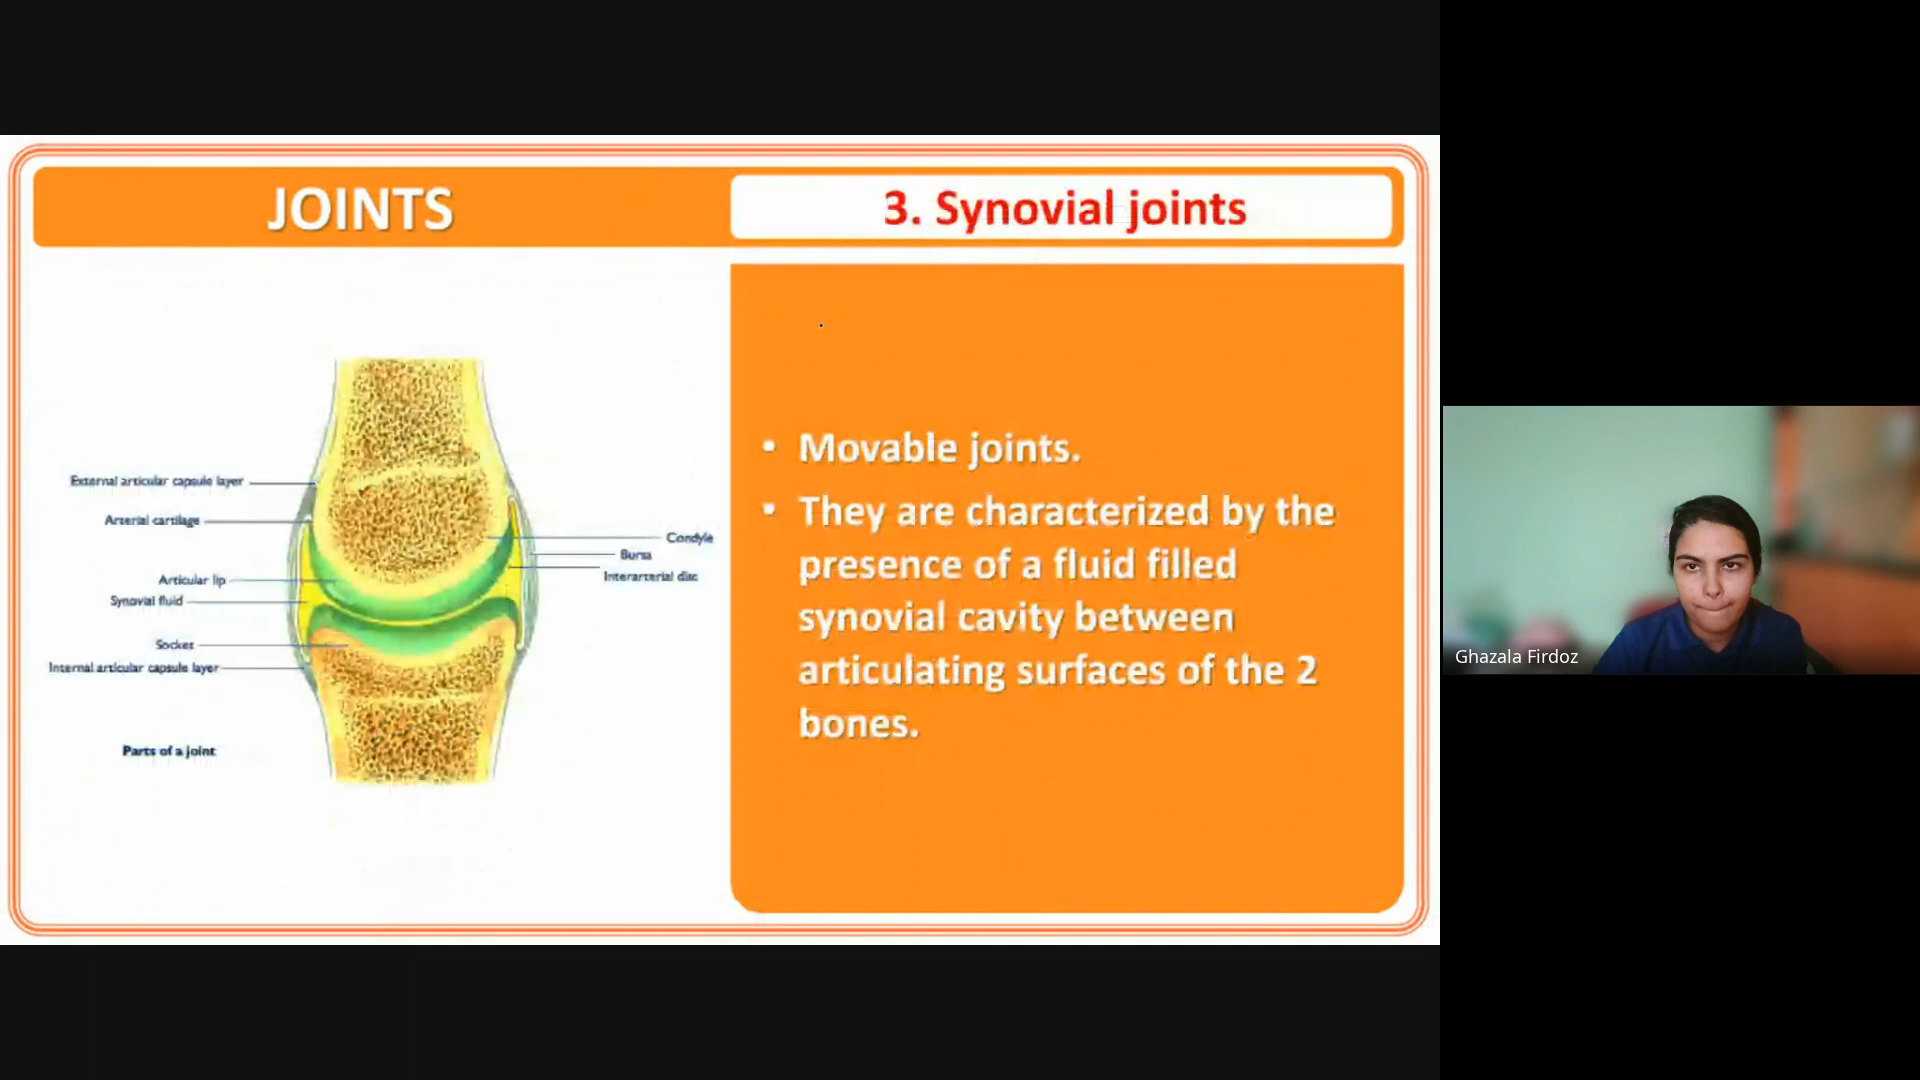 JOINTS
3. Synovial joints
External articular capsule layer
Arterial cartilage
Articular lip
Synovial fluid
Socket
Internal articular capsule layer
Condyle
Bursa
Interarterial disc
Parts of a joint
• Movable joints.
• They are characterized by the
presence of a fluid filled
synovial cavity between
articulating surfaces of the 2
bones.
Ghazala Firdoz